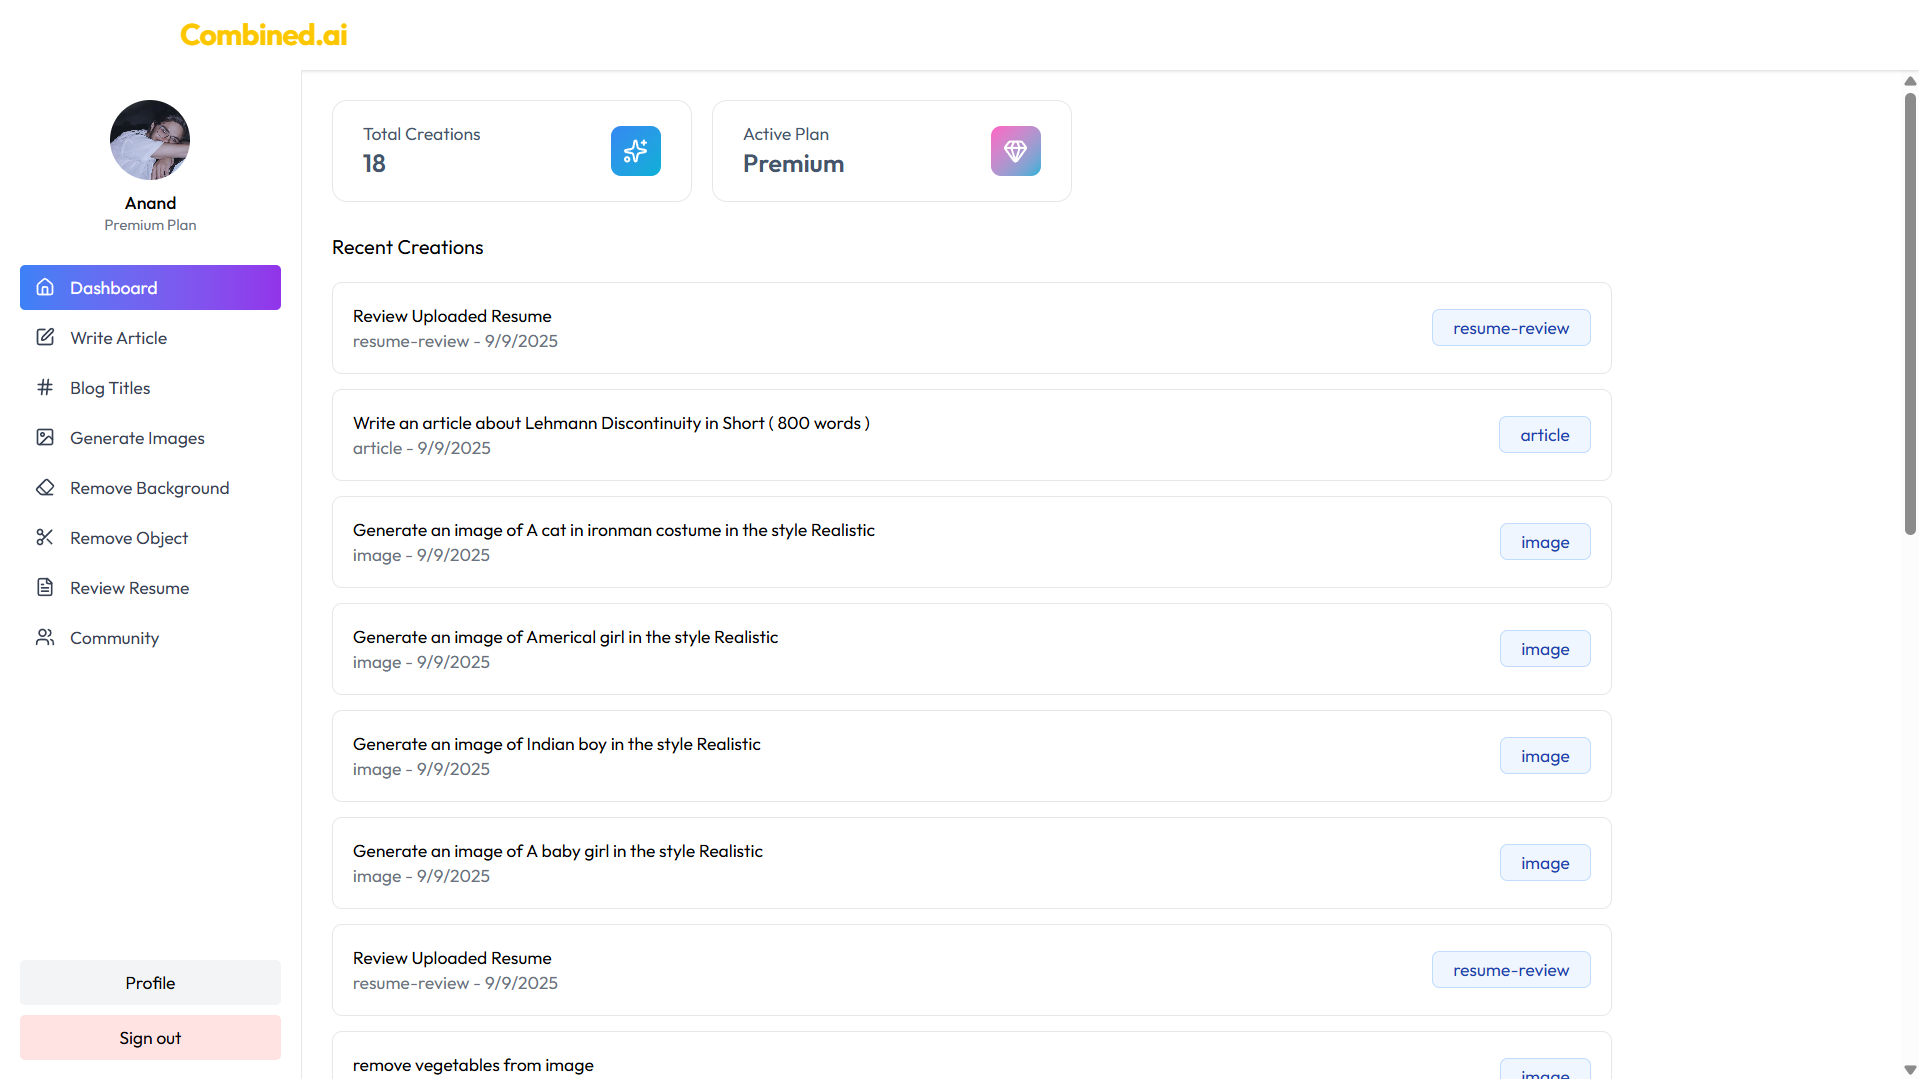 Combined.ai
Anand
Premium Plan
Dashboard
Write Article
Blog Titles
Generate Images
Remove Background
Remove Object
Review Resume
Community
Profile
Sign out
Total Creations
18
Active Plan
Premium
Recent Creations
Review Uploaded Resume
resume-review - 9/9/2025
resume-review
Write an article about Lehmann Discontinuity in Short ( 800 words )
article - 9/9/2025
article
Generate an image of A cat in ironman costume in the style Realistic
image - 9/9/2025
image
Generate an image of Americal girl in the style Realistic
image - 9/9/2025
image
Generate an image of Indian boy in the style Realistic
image - 9/9/2025
image
Generate an image of A baby girl in the style Realistic
image - 9/9/2025
image
Review Uploaded Resume
resume-review - 9/9/2025
resume-review
remove vegetables from image
image